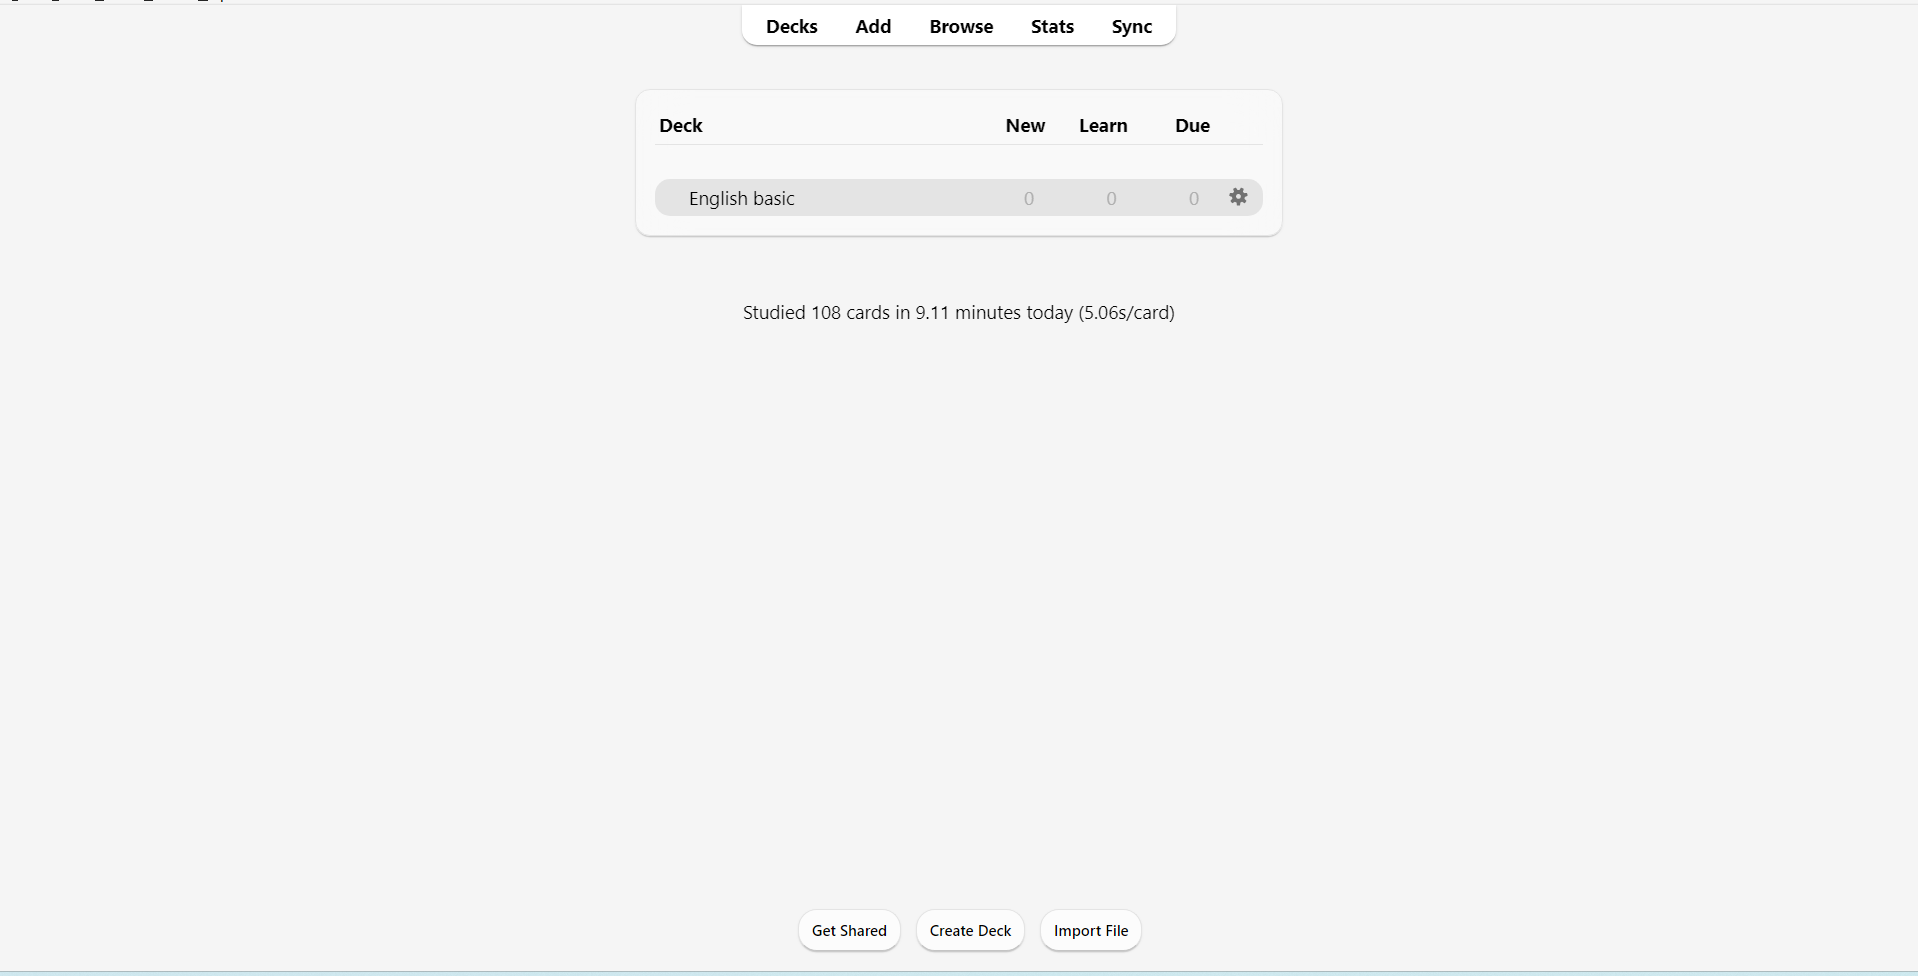 Decks Add Browse Stats Sync
Deck New Learn Due
English basic 0 0 0
Studied 108 cards in 9.11 minutes today (5.06s/card)
Get Shared Create Deck Import File